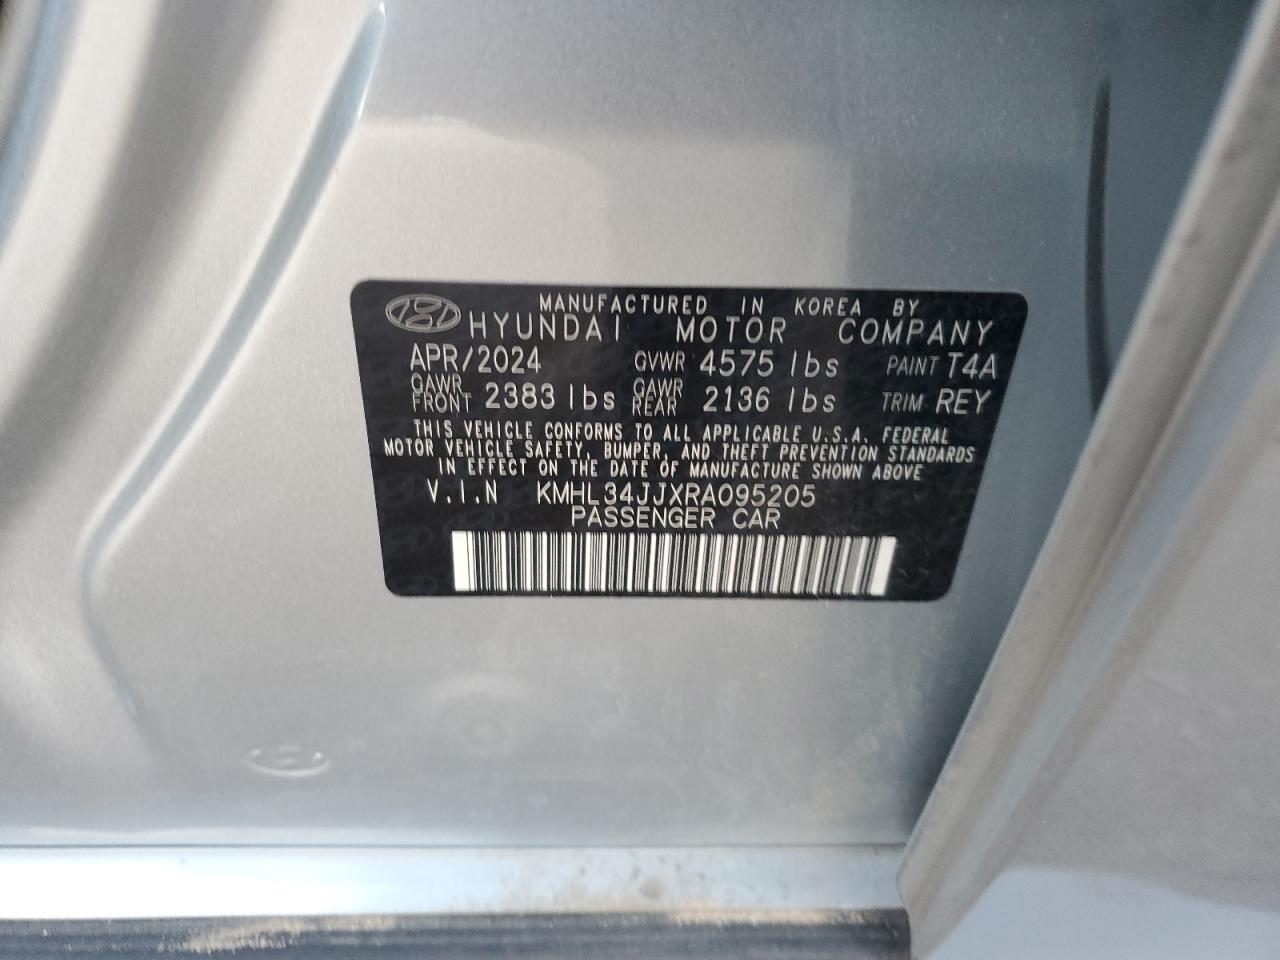 MANUFACTURED IN KOREA BY
HYUNDAI MOTOR COMPANY
APR/2024 GVWR 4575 lbs PAINT T4A
GAWR FRONT 2383 lbs GAWR REAR 2136 lbs TRIM REY
THIS VEHICLE CONFORMS TO ALL APPLICABLE U.S.A. FEDERAL
MOTOR VEHICLE SAFETY, BUMPER, AND THEFT PREVENTION STANDARDS
IN EFFECT ON THE DATE OF MANUFACTURE SHOWN ABOVE
V.I.N KMHL34JJXRA095205
PASSENGER CAR